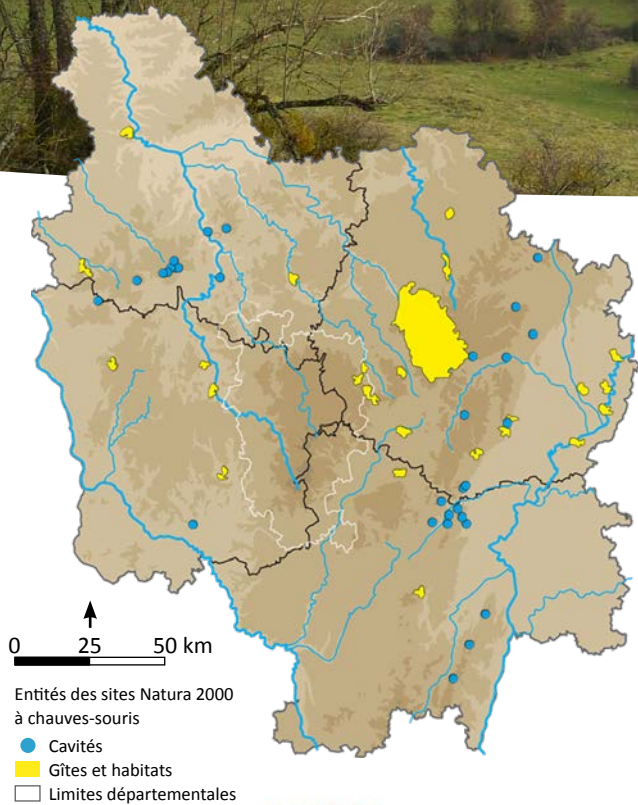 0 25 50 km
Entités des sites Natura 2000
à chauves-souris
Cavités
Gîtes et habitats
Limites départementales